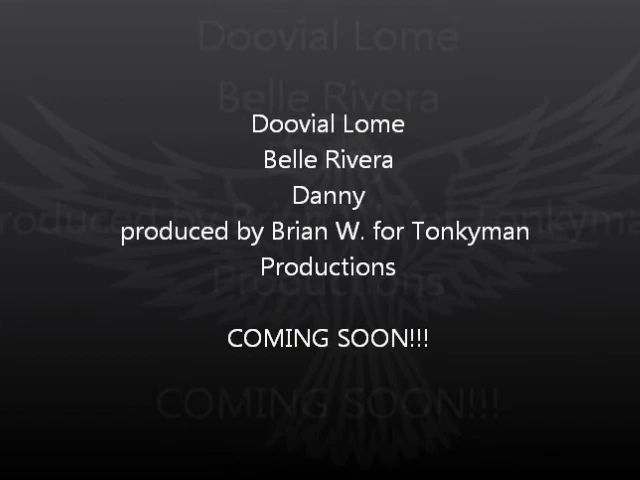 Doovial Lome
Belle Rivera
Danny
produced by Brian W. for Tonkyman
Productions
COMING SOON!!!